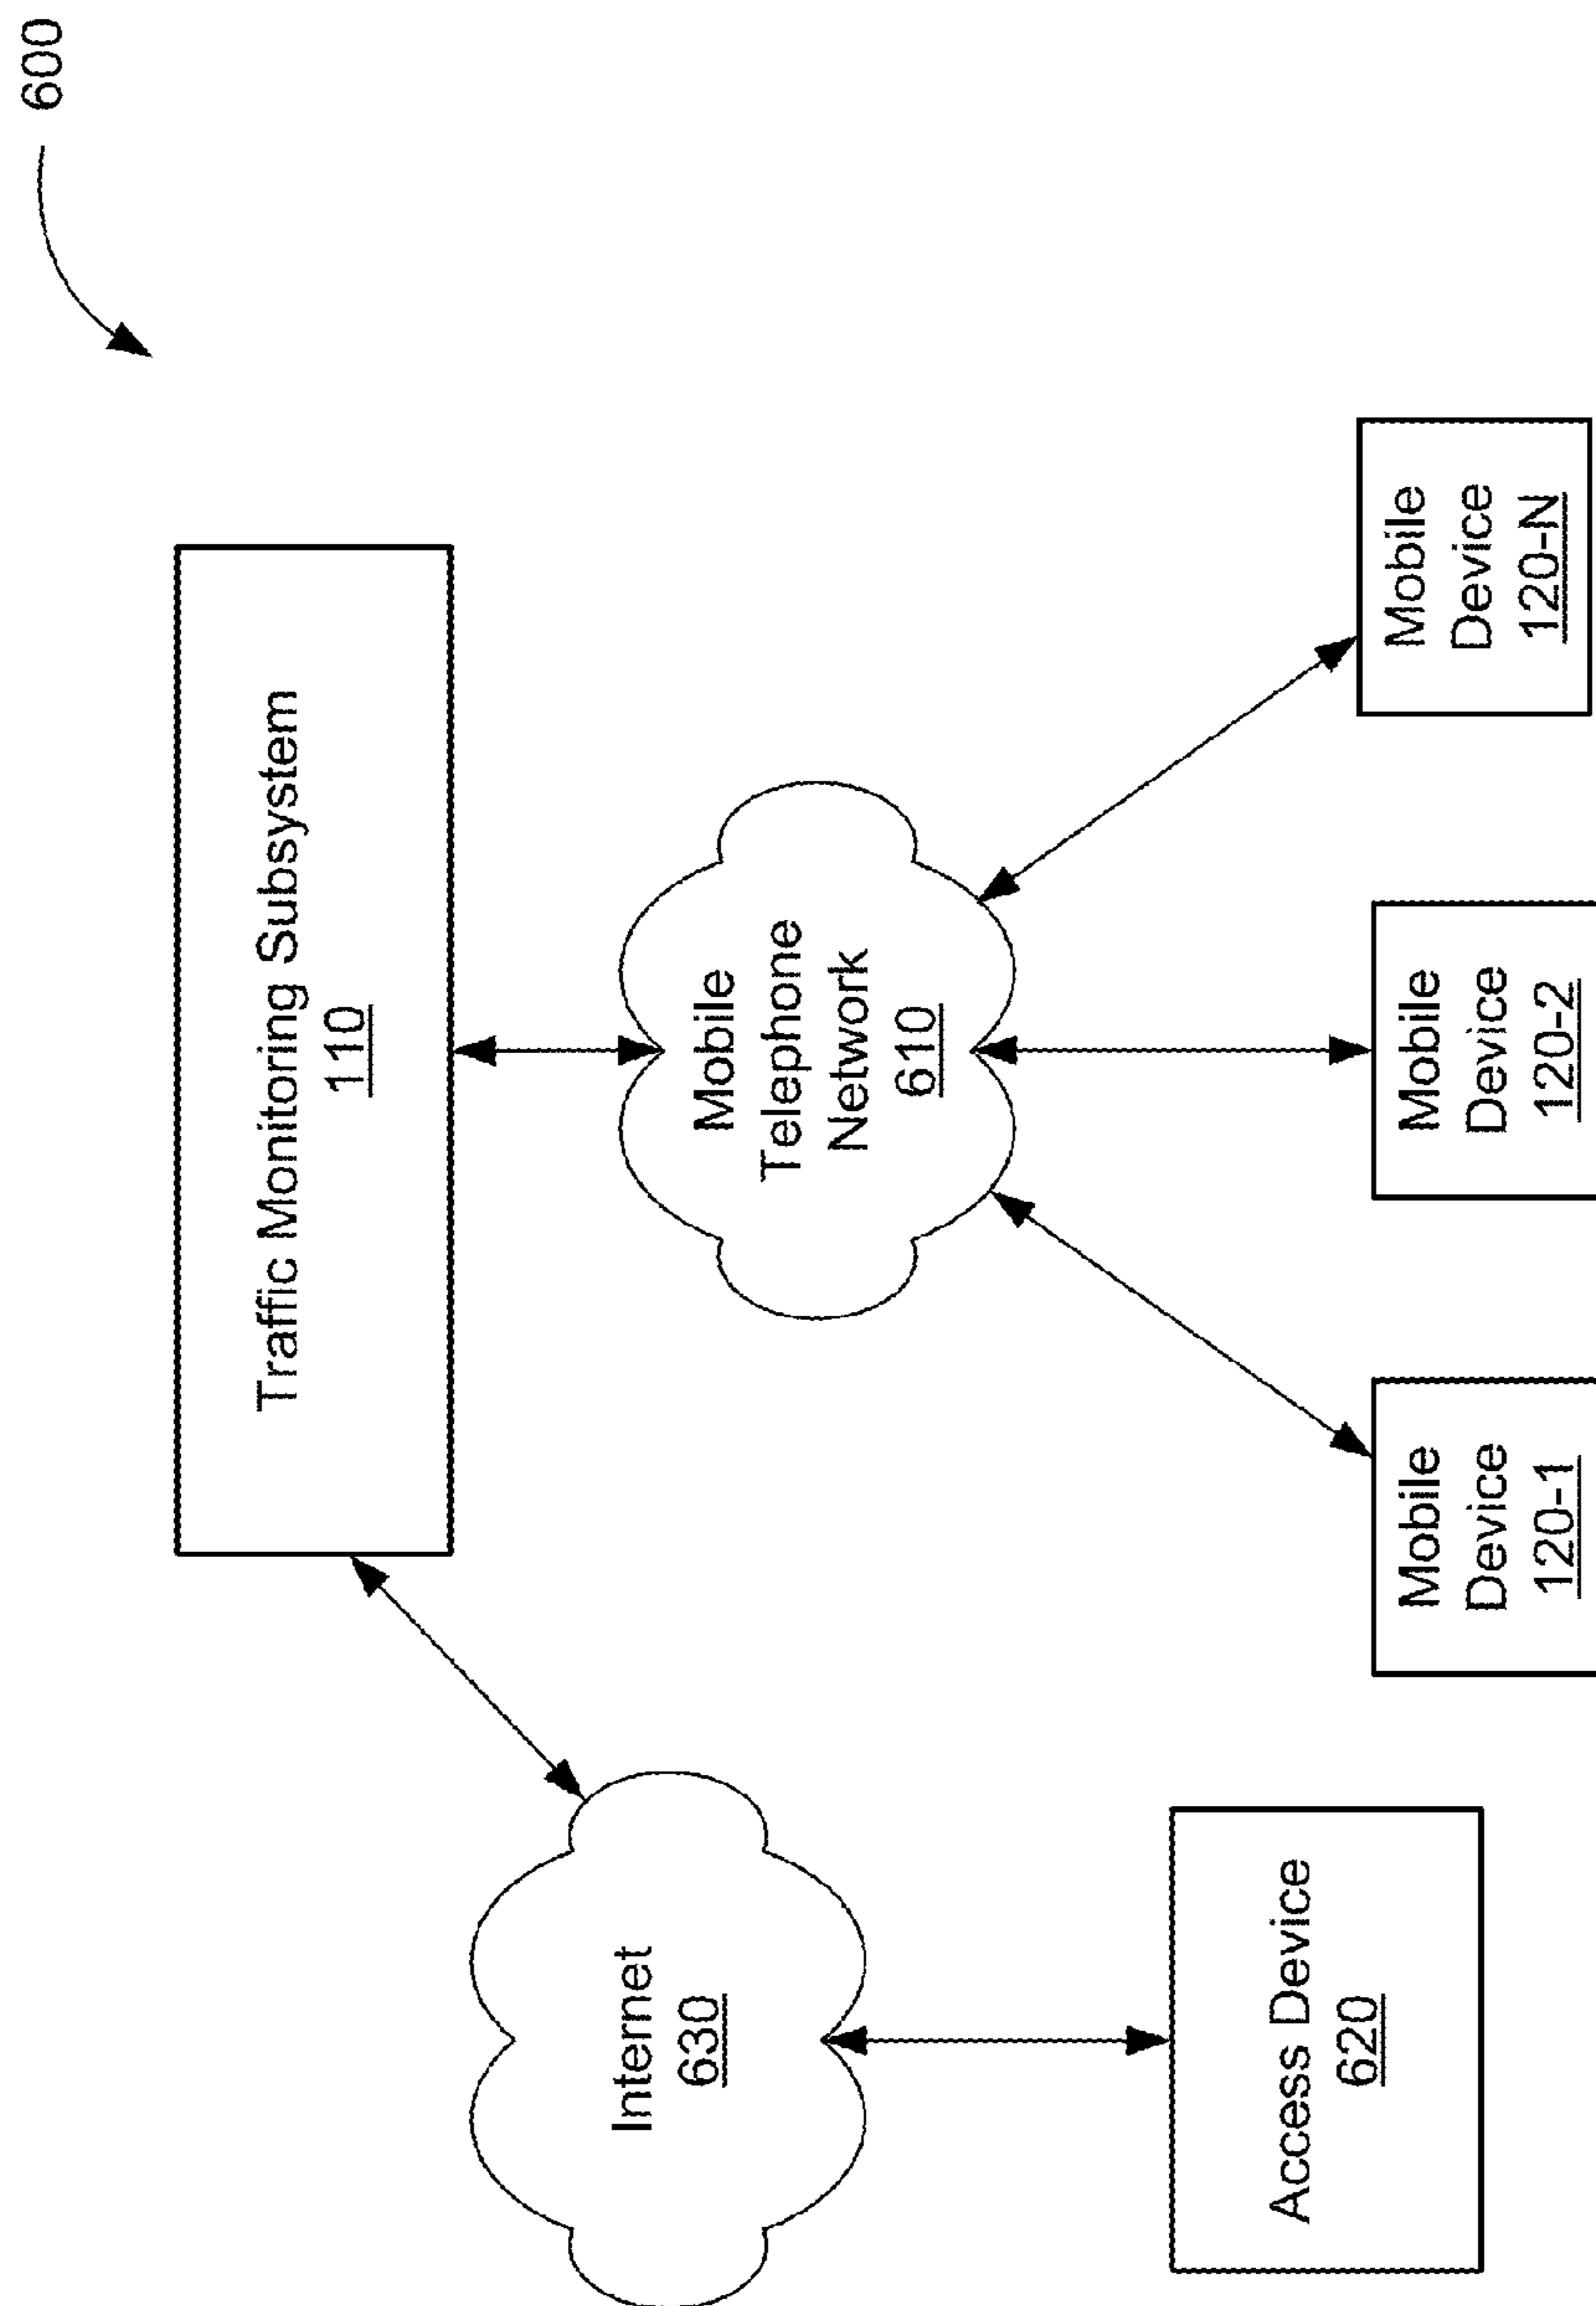 600
Traffic Monitoring Subsystem
110
Internet
630
Mobile
Telephone
Network
610
Access Device
620
Mobile
Device
120-1
Mobile
Device
120-2
Mobile
Device
120-N